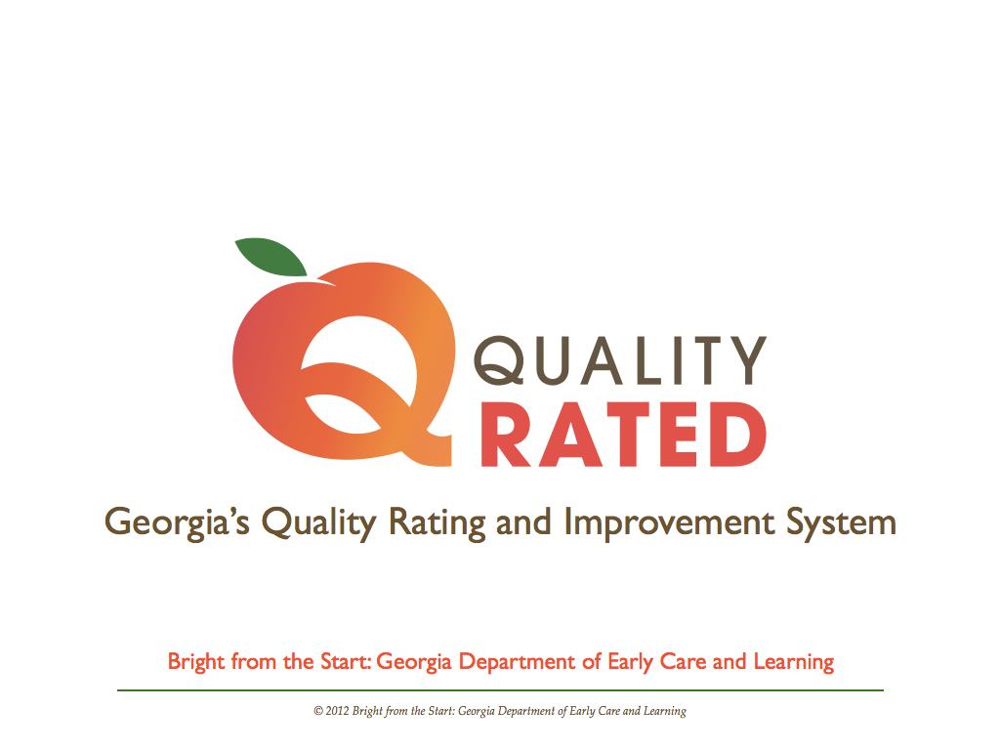 QUALITY
RATED
Georgia’s Quality Rating and Improvement System
Bright from the Start: Georgia Department of Early Care and Learning
© 2012 Bright from the Start: Georgia Department of Early Care and Learning